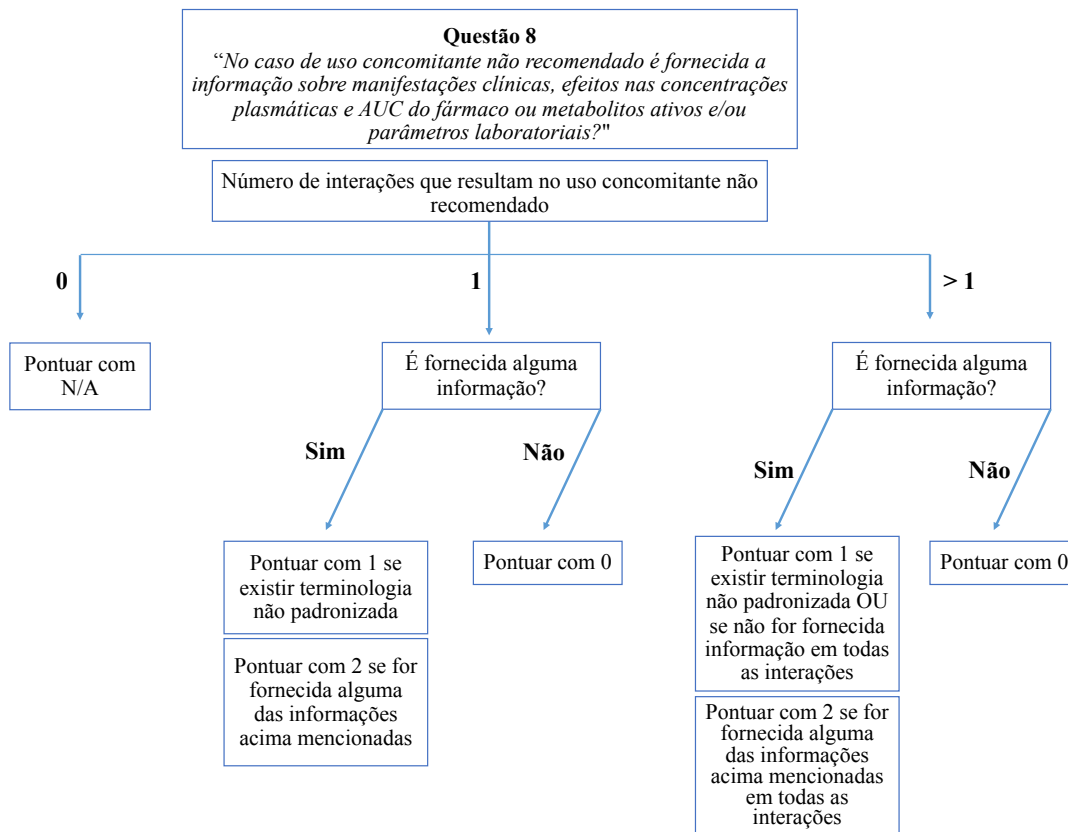 Questão 8
“No caso de uso concomitante não recomendado é fornecida a
informação sobre manifestações clínicas, efeitos nas concentrações
plasmáticas e AUC do fármaco ou metabolitos ativos e/ou
parâmetros laboratoriais?"
Número de interações que resultam no uso concomitante não
recomendado
0
1
> 1
Pontuar com
N/A
É fornecida alguma
informação?
É fornecida alguma
informação?
Sim
Não
Sim
Não
Pontuar com 1 se
existir terminologia
não padronizada
Pontuar com 2 se for
fornecida alguma
das informações
acima mencionadas
Pontuar com 0
Pontuar com 1 se
existir terminologia
não padronizada OU
se não for fornecida
informação em todas
as interações
Pontuar com 2 se for
fornecida alguma
das informações
acima mencionadas
em todas as
interações
Pontuar com 0